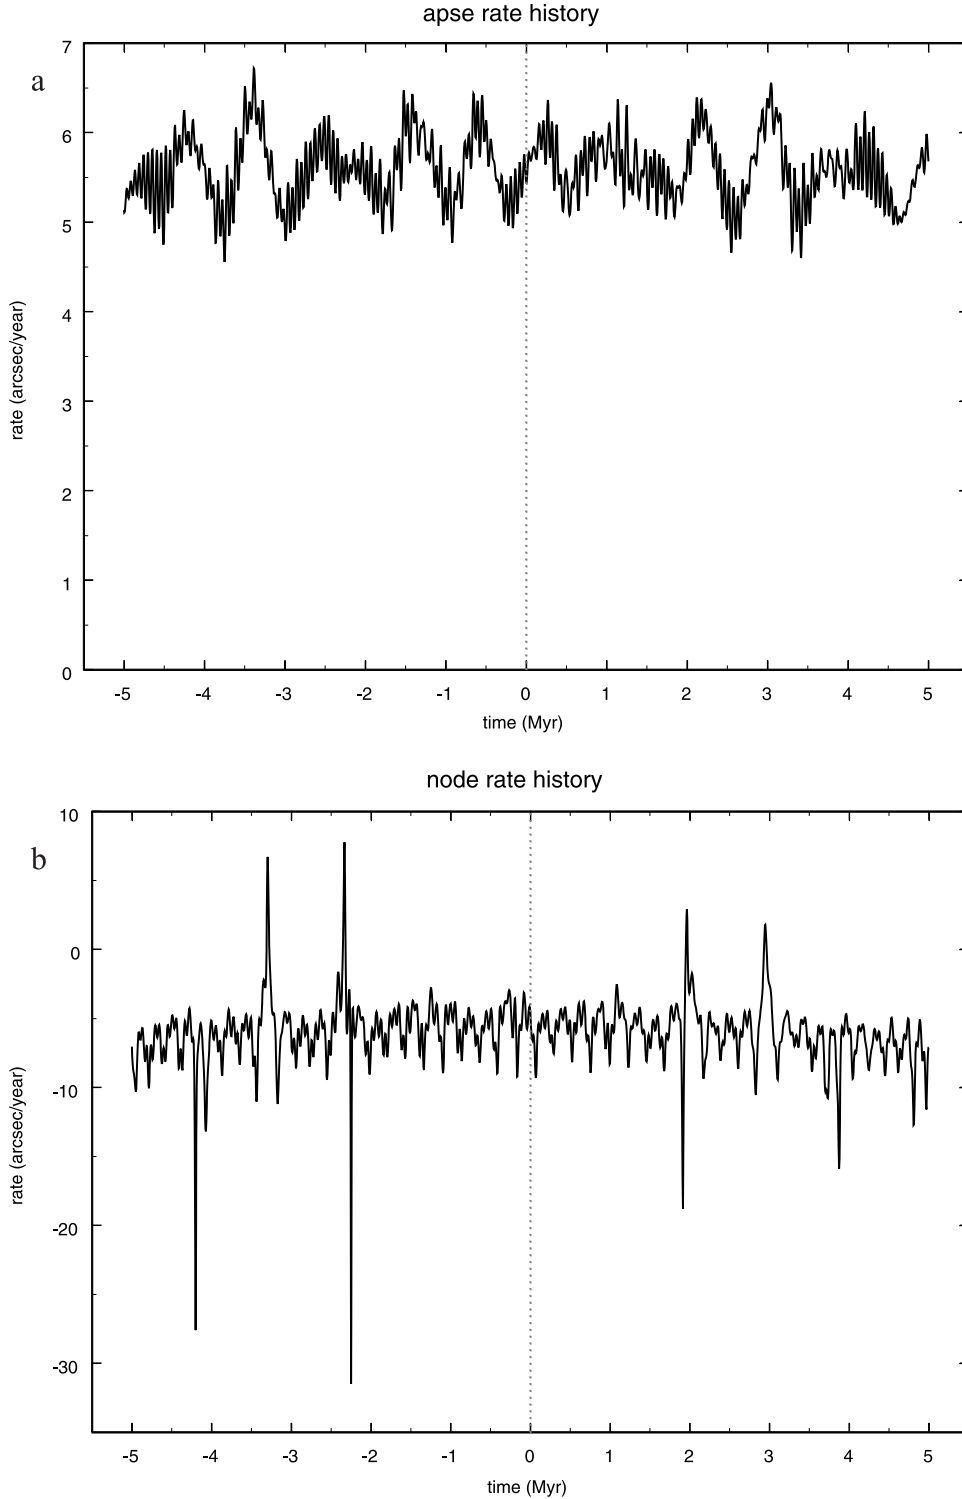 apse rate history
a
7
6
5
4
3
2
1
0
rate (arcsec/year)
-5 -4 -3 -2 -1 0 1 2 3 4 5
time (Myr)
node rate history
b
10
0
-10
-20
-30
rate (arcsec/year)
-5 -4 -3 -2 -1 0 1 2 3 4 5
time (Myr)